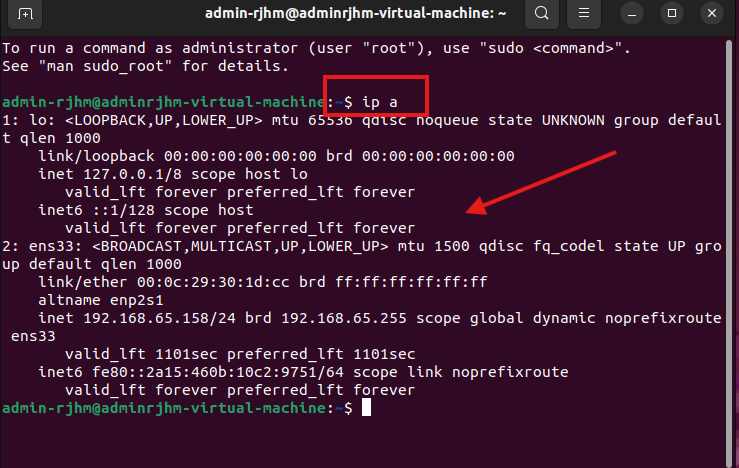 admin-rjhm@adminrjhm-virtual-machine: ~
To run a command as administrator (user "root"), use "sudo <command>".
See "man sudo_root" for details.
admin-rjhm@adminrjhm-virtual-machine:~$ ip a
1: lo: <LOOPBACK,UP,LOWER_UP> mtu 65536 qdisc noqueue state UNKNOWN group defaul
t qlen 1000
    link/loopback 00:00:00:00:00:00 brd 00:00:00:00:00:00
    inet 127.0.0.1/8 scope host lo
       valid_lft forever preferred_lft forever
    inet6 ::1/128 scope host
       valid_lft forever preferred_lft forever
2: ens33: <BROADCAST,MULTICAST,UP,LOWER_UP> mtu 1500 qdisc fq_codel state UP gro
up default qlen 1000
    link/ether 00:0c:29:30:1d:cc brd ff:ff:ff:ff:ff:ff
    altname enp2s1
    inet 192.168.65.158/24 brd 192.168.65.255 scope global dynamic noprefixroute
 ens33
       valid_lft 1101sec preferred_lft 1101sec
    inet6 fe80::2a15:460b:10c2:9751/64 scope link noprefixroute
       valid_lft forever preferred_lft forever
admin-rjhm@adminrjhm-virtual-machine:~$